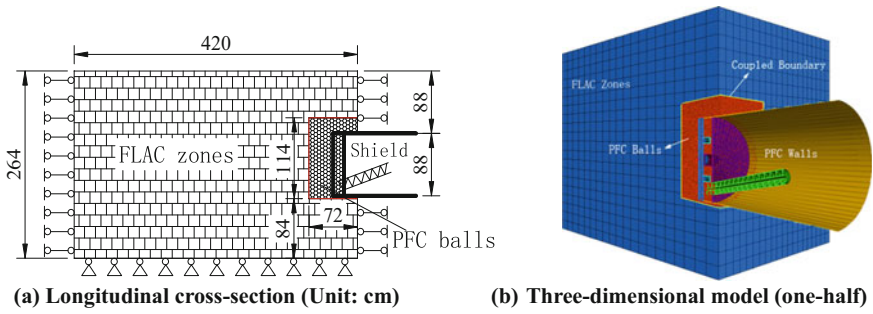 420
88
FLAC zones
114
Shield
88
264
84
72
PFC balls
(a) Longitudinal cross-section (Unit: cm)
Coupled Boundary
FLAC Zones
PFC Balls
PFC Walls
(b) Three-dimensional model (one-half)